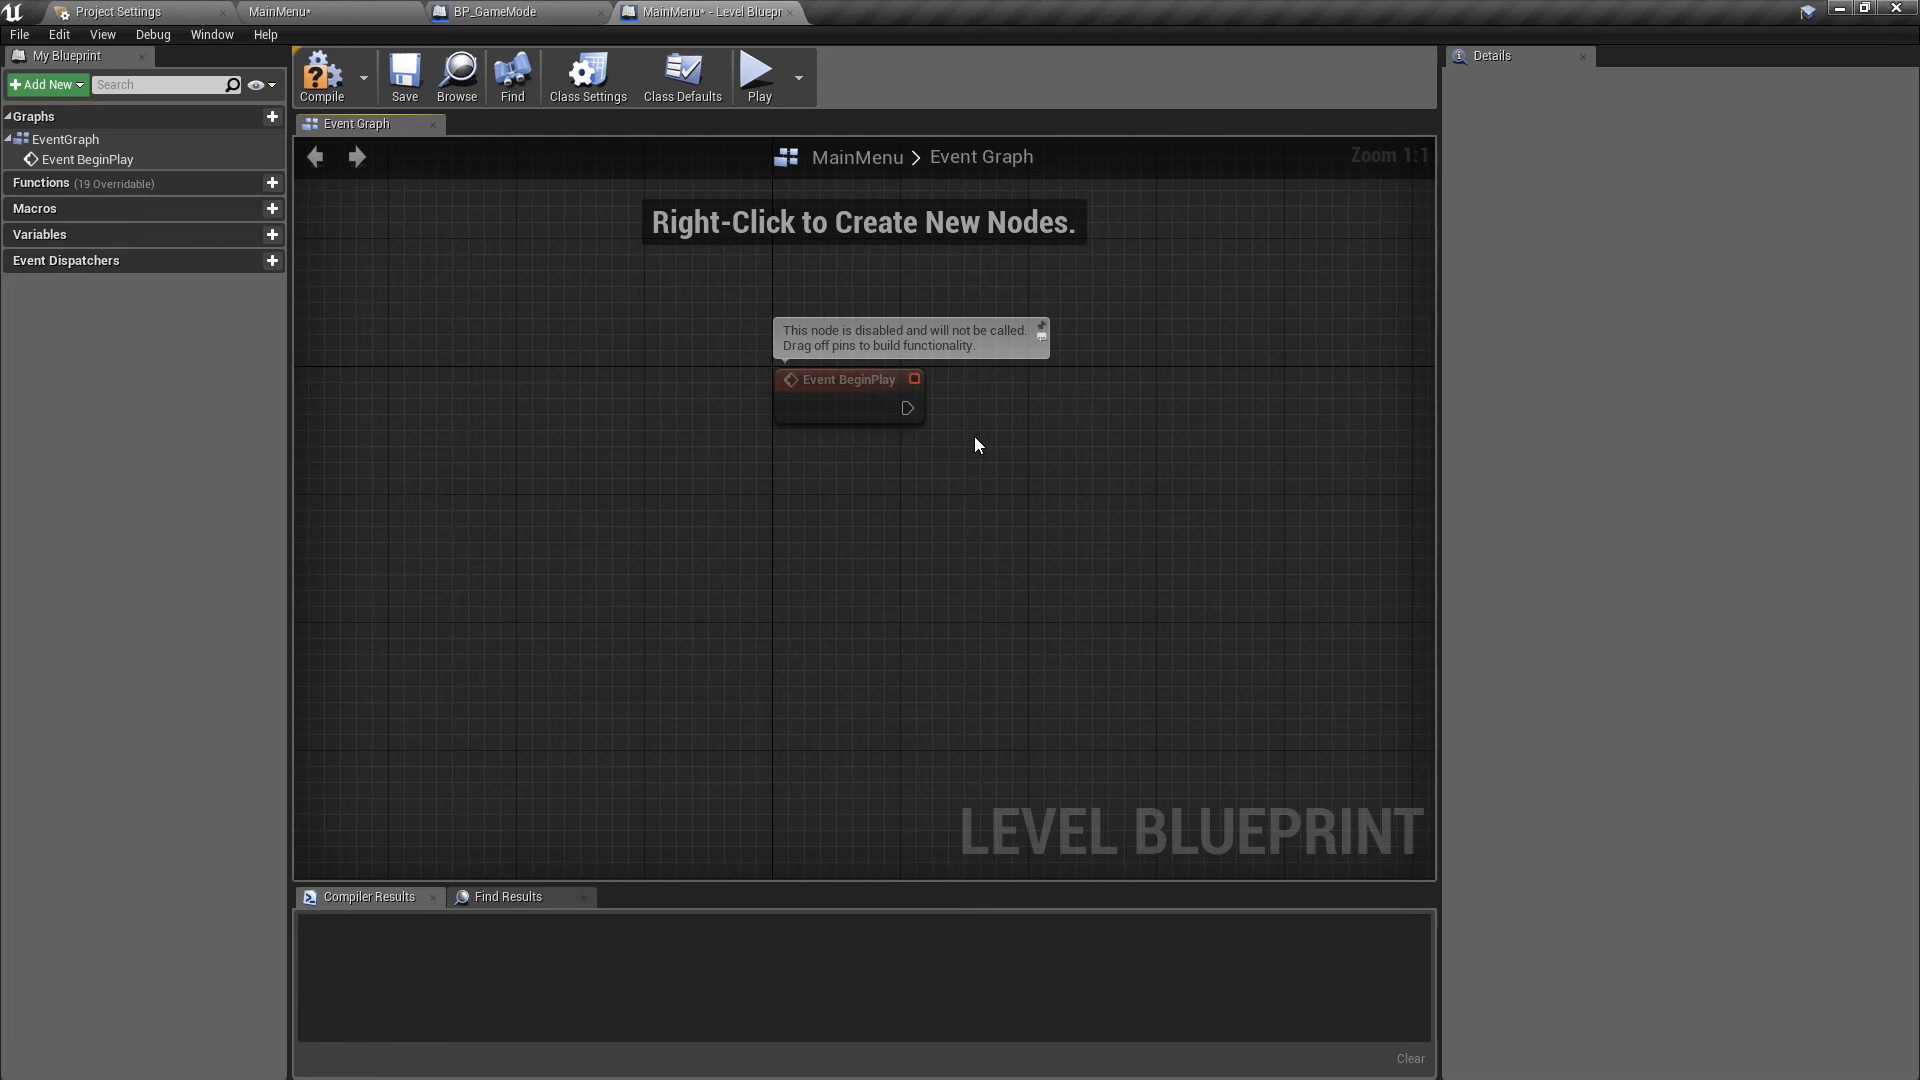 Project Settings
MainMenu*
BP_GameMode
MainMenu* - Level Bluepr
File Edit View Debug Window Help
My Blueprint
Details
Add New
Search
Compile
Save
Browse
Find
Class Settings
Class Defaults
Play
Graphs
EventGraph
Event BeginPlay
Functions (19 Overridable)
Macros
Variables
Event Dispatchers
Event Graph
MainMenu > Event Graph
Zoom 1:1
Right-Click to Create New Nodes.
This node is disabled and will not be called.
Drag off pins to build functionality.
Event BeginPlay
LEVEL BLUEPRINT
Compiler Results
Find Results
Clear